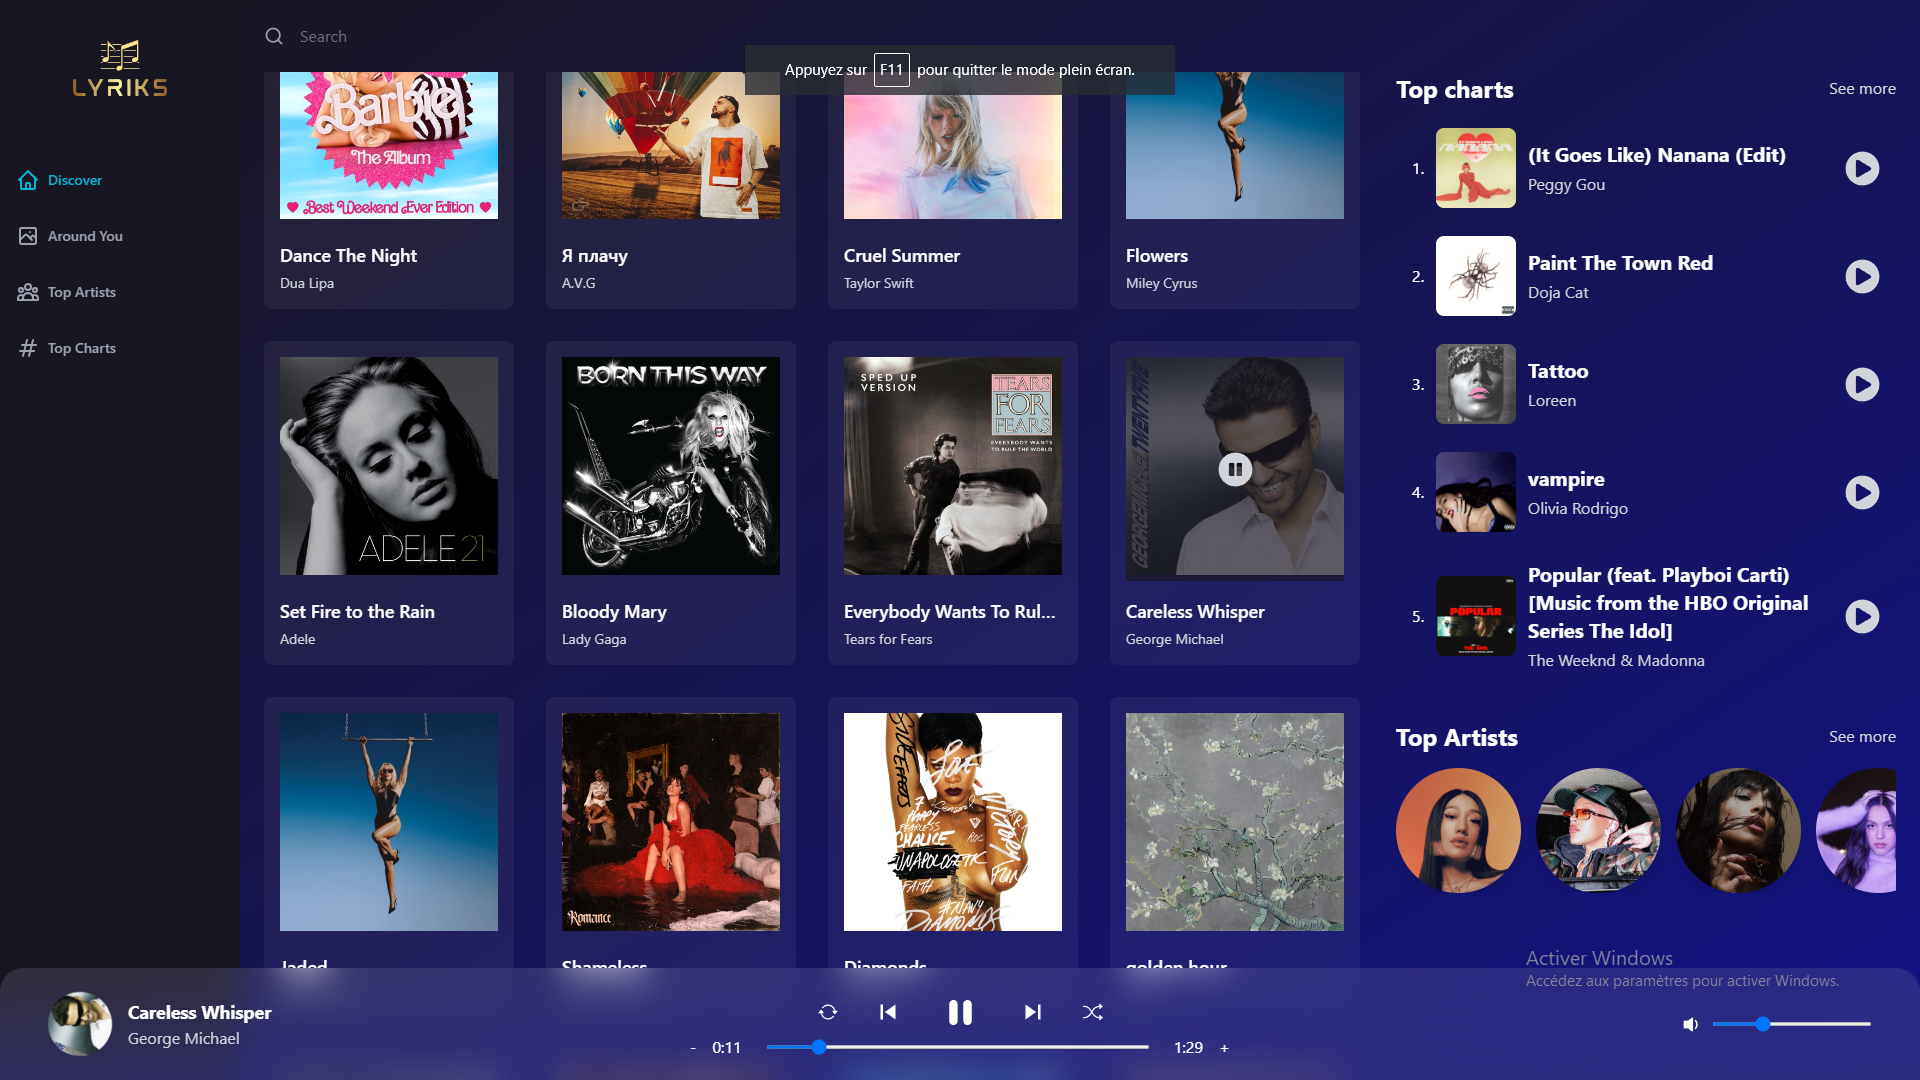 LYRIKS
Search
Appuyez sur F11 pour quitter le mode plein écran.
Discover
Around You
Top Artists
Top Charts
Barbie
The Album
Best Weekend Ever Edition
Dance The Night
Dua Lipa
Я плачу
A.V.G
Cruel Summer
Taylor Swift
Flowers
Miley Cyrus
ADELE 21
Set Fire to the Rain
Adele
BORN THIS WAY
Bloody Mary
Lady Gaga
SPED UP
VERSION
TEARS
FOR
FEARS
EVERYBODY WANTS
TO RULE THE WORLD
Everybody Wants To Rul...
Tears for Fears
GEORGEMICHAELTWENTYFIVE
Careless Whisper
George Michael
Jaded
Romance
Shameless
Diamonds
golden hour
Top charts
See more
1.
(It Goes Like) Nanana (Edit)
Peggy Gou
2.
Paint The Town Red
Doja Cat
3.
Tattoo
Loreen
4.
vampire
Olivia Rodrigo
5.
POPULAR
Popular (feat. Playboi Carti)
[Music from the HBO Original
Series The Idol]
The Weeknd & Madonna
Top Artists
See more
Activer Windows
Accédez aux paramètres pour activer Windows.
Careless Whisper
George Michael
- 0:11
1:29 +